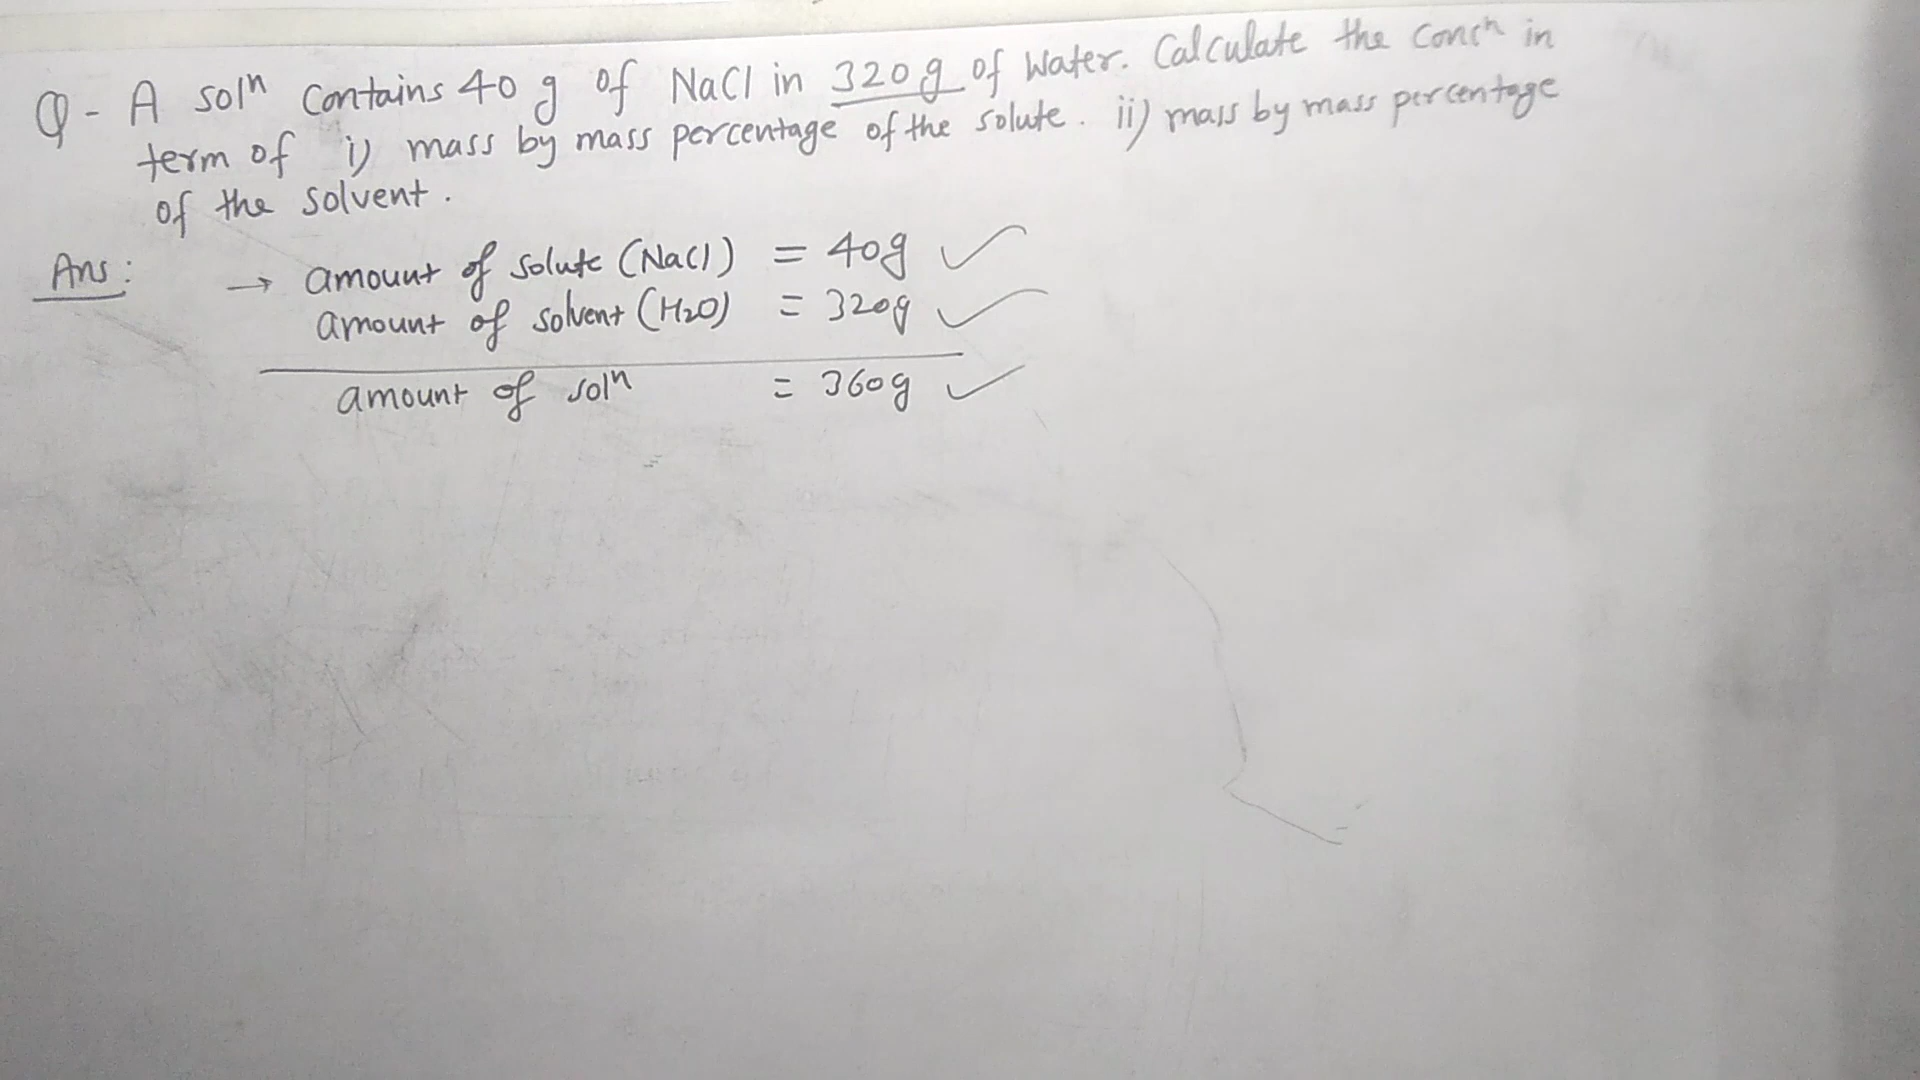 Q - A solⁿ contains 40 g of NaCl in 320g of water. Calculate the concⁿ in
term of i) mass by mass percentage of the solute. ii) mass by mass percentage
of the solvent.
Ans: → amount of solute (NaCl) = 40g ✓
amount of solvent (H₂O) = 320g ✓
amount of solⁿ = 360g ✓